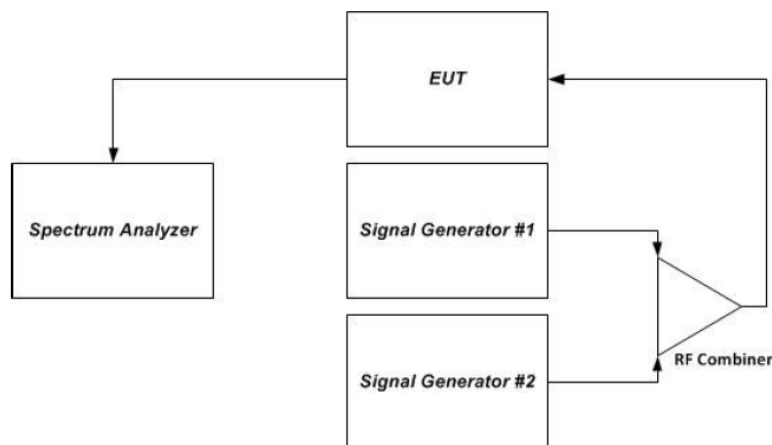 EUT
Spectrum Analyzer
Signal Generator #1
RF Combiner
Signal Generator #2